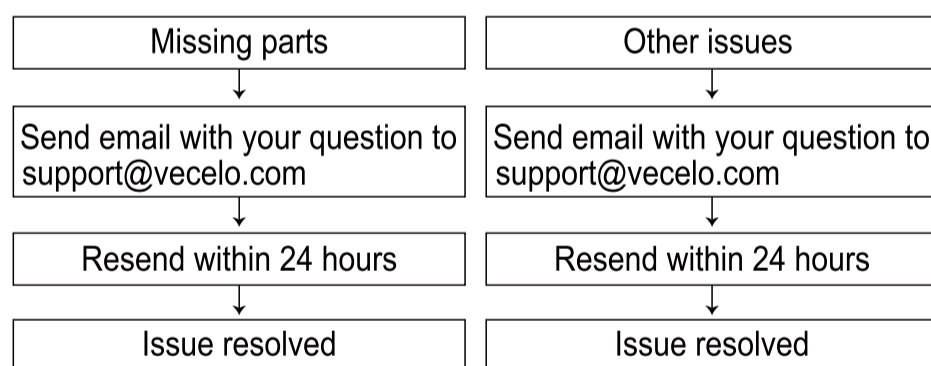 Missing parts
Send email with your question to
support@vecelo.com
Resend within 24 hours
Issue resolved
Other issues
Send email with your question to
support@vecelo.com
Resend within 24 hours
Issue resolved